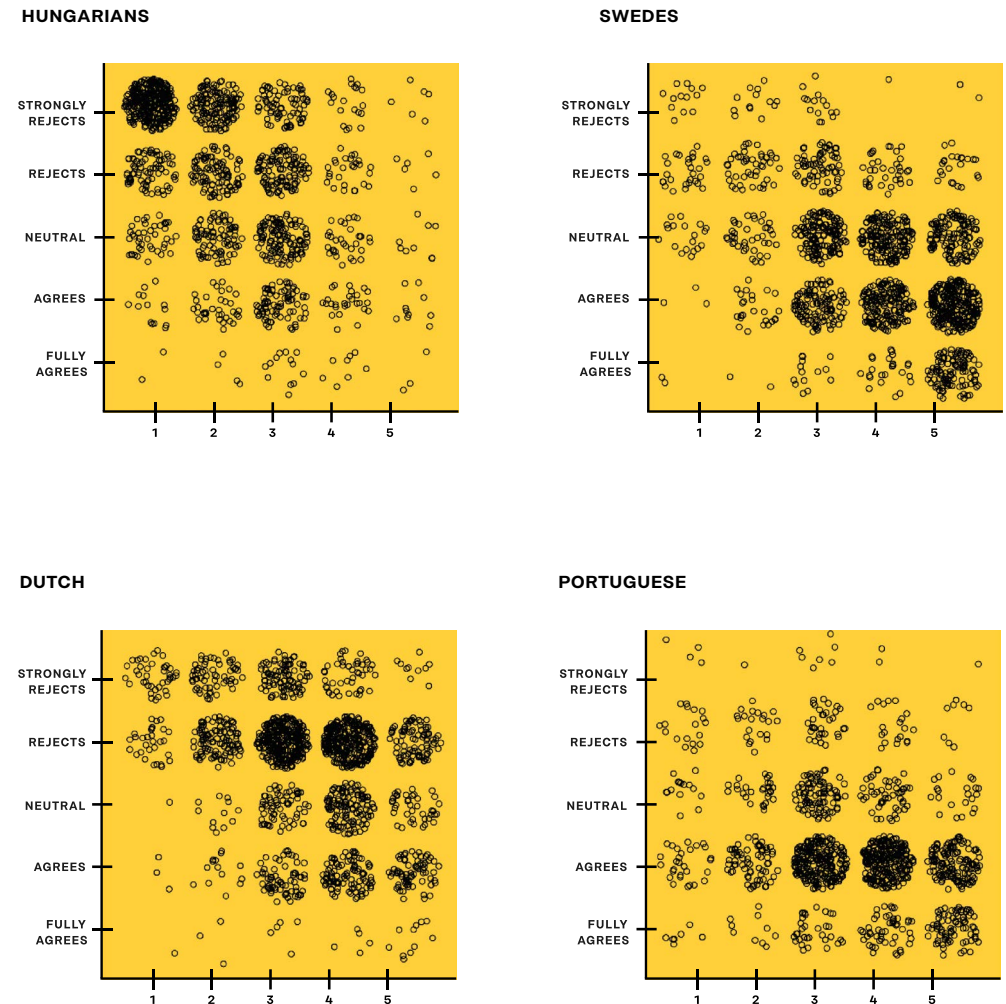 HUNGARIANS
STRONGLY
REJECTS
REJECTS
NEUTRAL
AGREES
FULLY
AGREES
1 2 3 4 5
SWEDES
STRONGLY
REJECTS
REJECTS
NEUTRAL
AGREES
FULLY
AGREES
1 2 3 4 5
DUTCH
STRONGLY
REJECTS
REJECTS
NEUTRAL
AGREES
FULLY
AGREES
1 2 3 4 5
PORTUGUESE
STRONGLY
REJECTS
REJECTS
NEUTRAL
AGREES
FULLY
AGREES
1 2 3 4 5